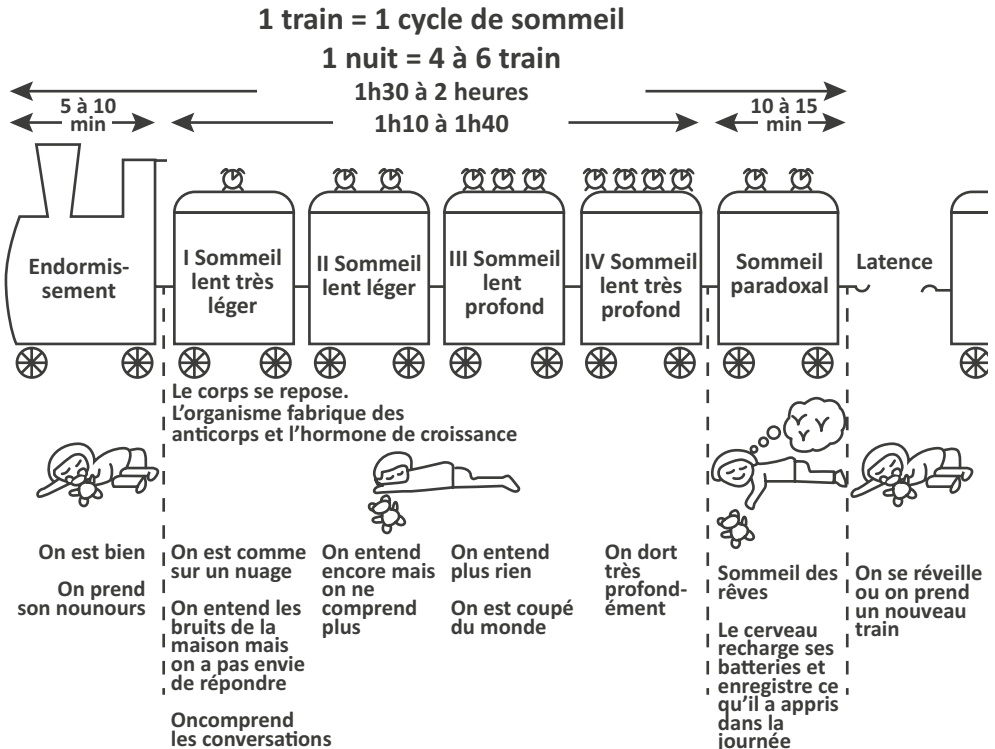 1 train = 1 cycle de sommeil
1 nuit = 4 à 6 train
1h30 à 2 heures
5 à 10
min
1h10 à 1h40
10 à 15
min
Endormis-
sement
I Sommeil
lent très
léger
II Sommeil
lent léger
III Sommeil
lent
profond
IV Sommeil
lent très
profond
Sommeil
paradoxal
Latence
Le corps se repose.
L'organisme fabrique des
anticorps et l'hormone de croissance
On est bien
On prend
son nounours
On est comme
sur un nuage
On entend les
bruits de la
maison mais
on a pas envie
de répondre
Oncomprend
les conversations
On entend
encore mais
on ne
comprend
plus
On entend
plus rien
On est coupé
du monde
On dort
très
profond-
ément
Sommeil des
rêves
Le cerveau
recharge ses
batteries et
enregistre ce
qu'il a appris
dans la
journée
On se réveille
ou on prend
un nouveau
train